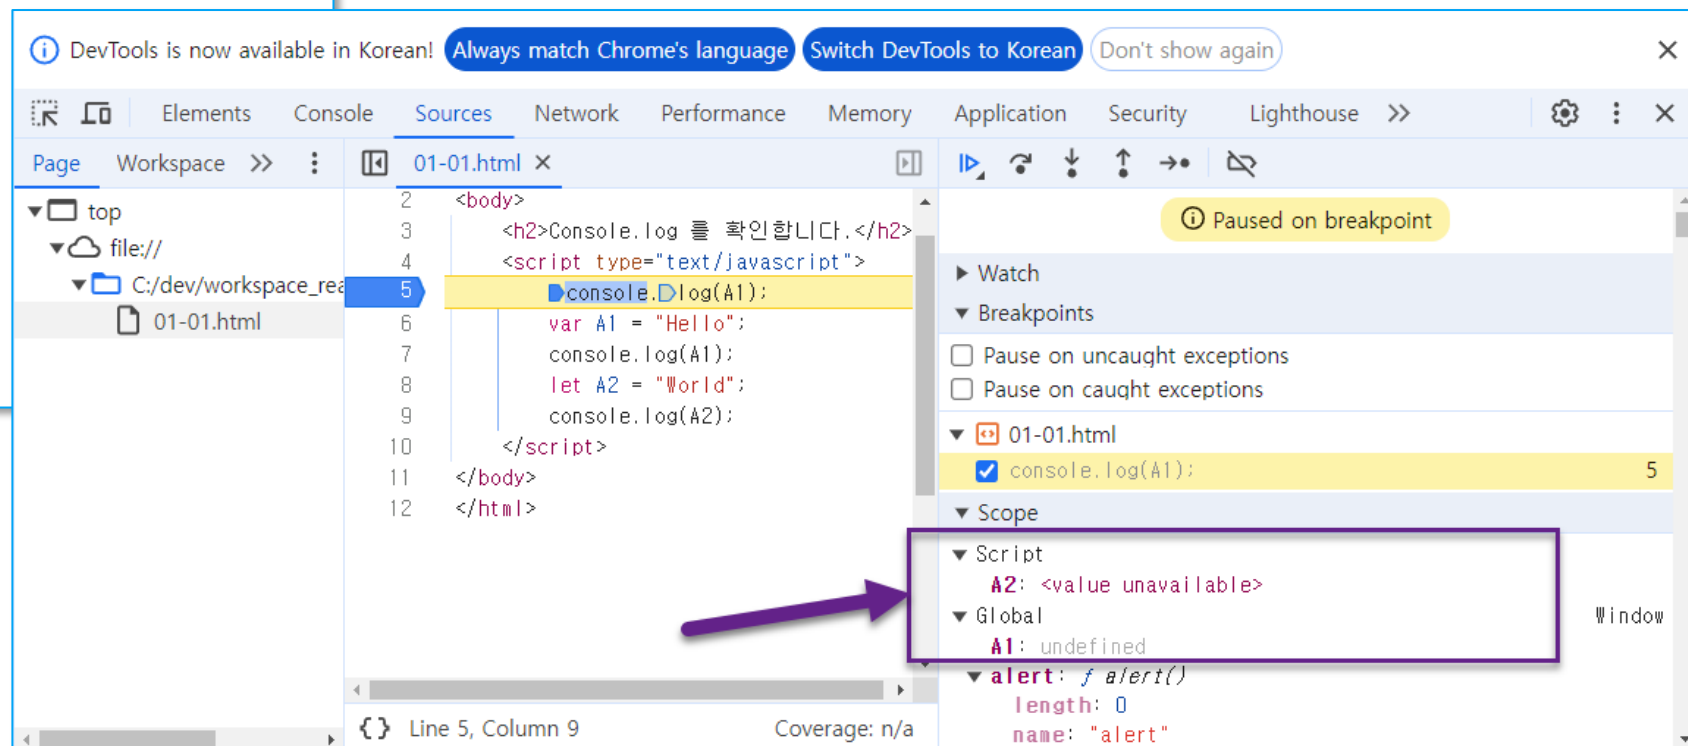 DevTools is now available in Korean! Always match Chrome's language Switch DevTools to Korean Don't show again
Elements Console Sources Network Performance Memory Application Security Lighthouse
Page Workspace
01-01.html
top
file://
C:/dev/workspace_rea
01-01.html
2 <body>
3 <h2>Console.log 를 확인합니다.</h2>
4 <script type="text/javascript">
5 console.log(A1);
6 var A1 = "Hello";
7 console.log(A1);
8 let A2 = "World";
9 console.log(A2);
10 </script>
11 </body>
12 </html>
{} Line 5, Column 9 Coverage: n/a
Paused on breakpoint
Watch
Breakpoints
Pause on uncaught exceptions
Pause on caught exceptions
01-01.html
console.log(A1); 5
Scope
Script
A2: <value unavailable>
Global Window
A1: undefined
alert: ƒ alert()
length: 0
name: "alert"